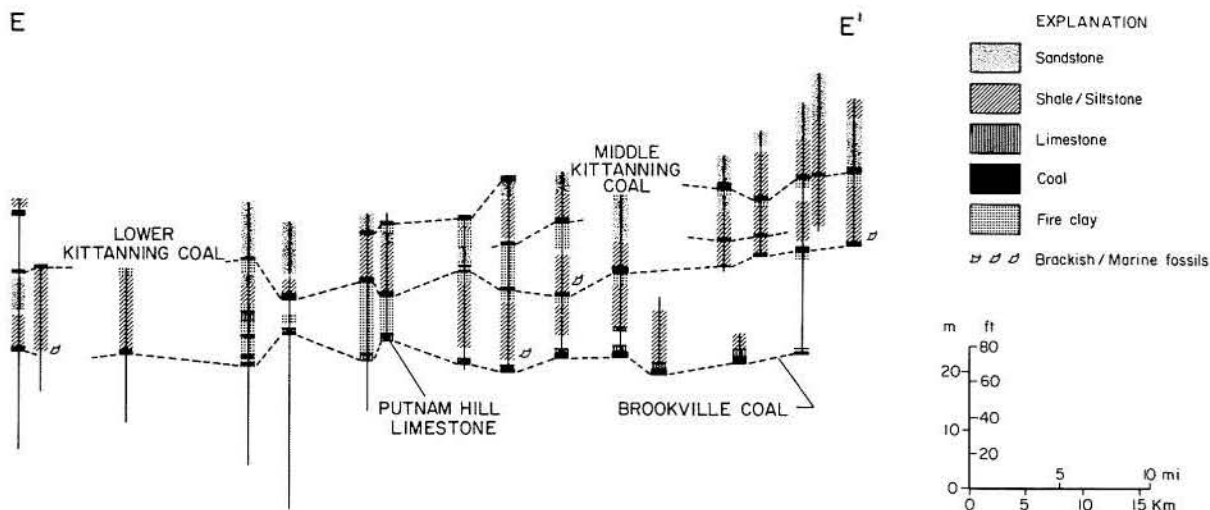 E
E'
LOWER
KITTANNING COAL
MIDDLE
KITTANNING
COAL
PUTNAM HILL
LIMESTONE
BROOKVILLE COAL
EXPLANATION
Sandstone
Shale/Siltstone
Limestone
Coal
Fire clay
Brackish/Marine fossils
m ft
80
20
60
40
10
20
0
5 10 mi
0 5 10 15 Km